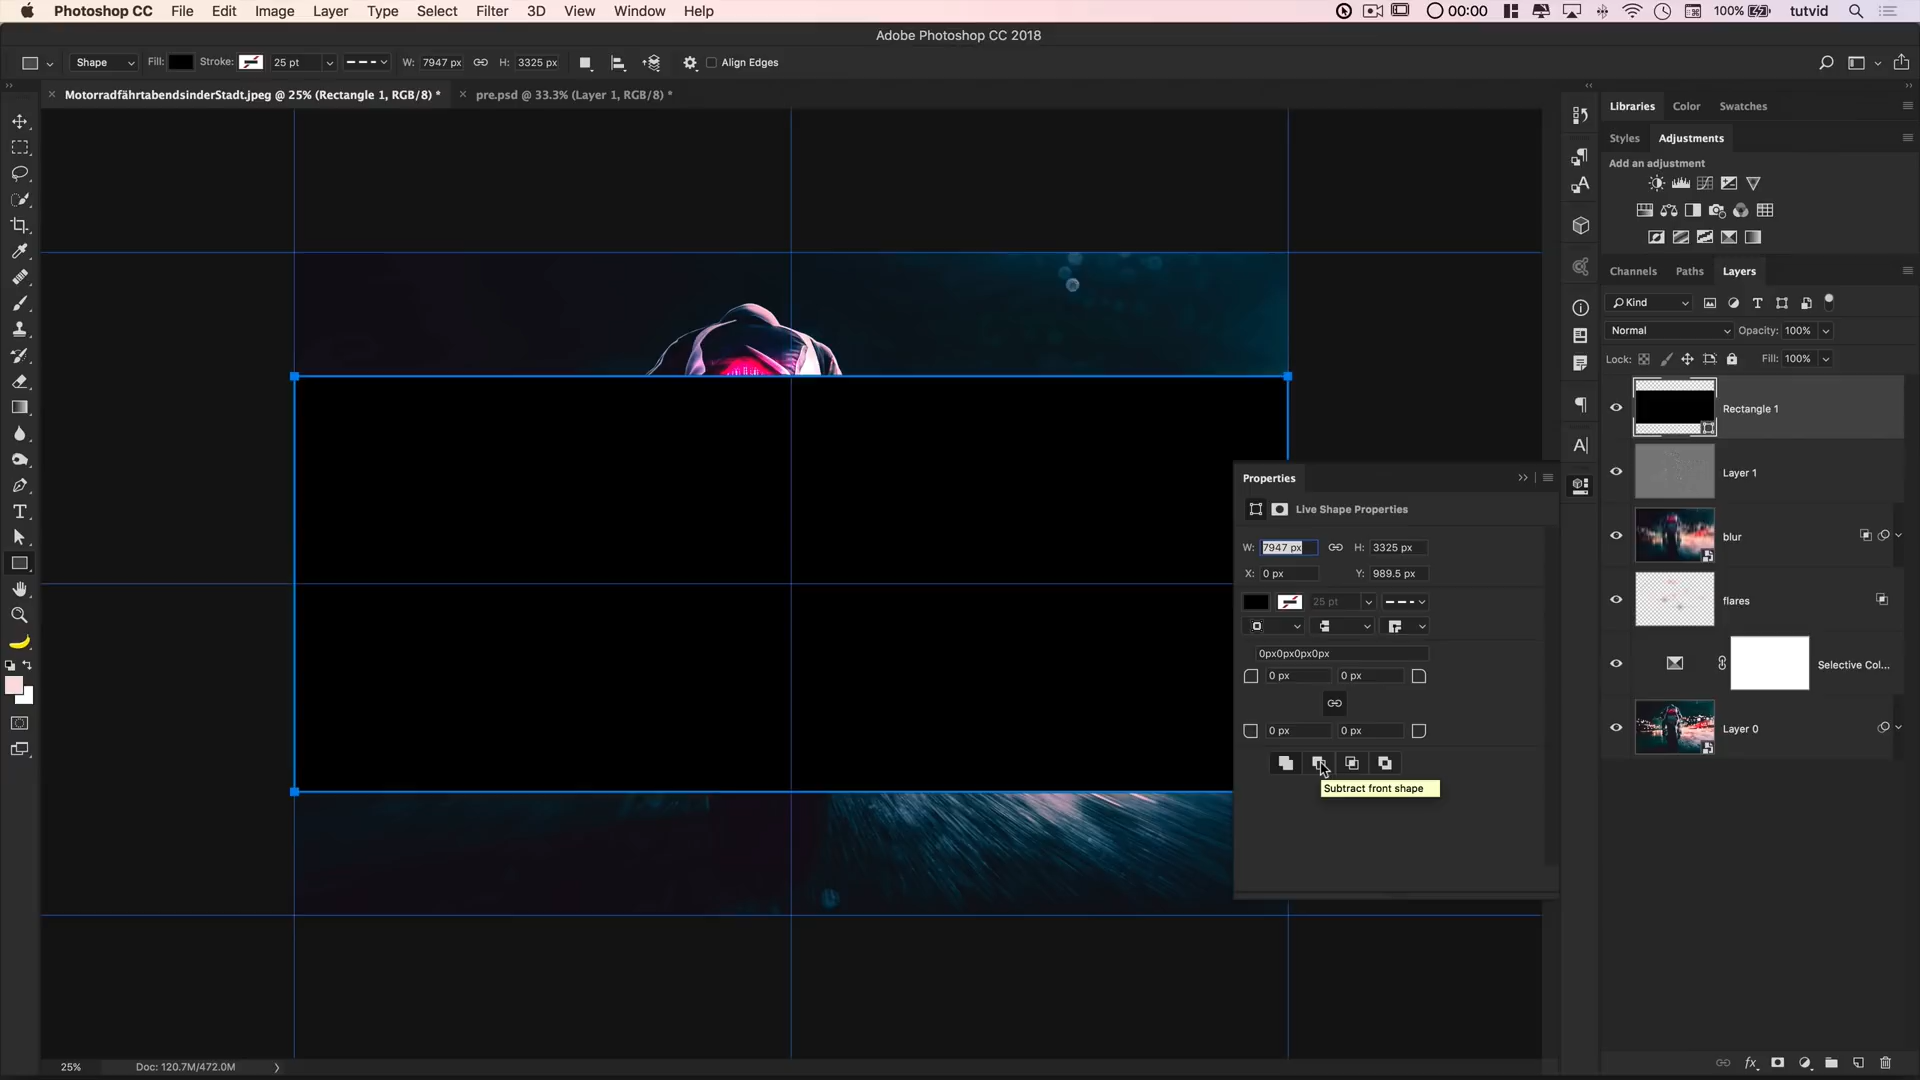 Photoshop CC File Edit Image Layer Type Select Filter 3D View Window Help 00:00 100% tutvid
Adobe Photoshop CC 2018
Shape Fill: Stroke: 25 pt W: 7947 px H: 3325 px Align Edges
MotorradfährtabendsinderStadt.jpeg @ 25% (Rectangle 1, RGB/8) * pre.psd @ 33.3% (Layer 1, RGB/8) *
Libraries Color Swatches
Styles Adjustments
Add an adjustment
Channels Paths Layers
Kind
Normal Opacity: 100%
Lock: Fill: 100%
Rectangle 1
Layer 1
blur
flares
Selective Col...
Layer 0
Properties
Live Shape Properties
W: 7947 px H: 3325 px
X: 0 px Y: 989.5 px
25 pt
0px0px0px0px
0 px 0 px
0 px 0 px
Subtract front shape
25% Doc: 120.7M/472.0M